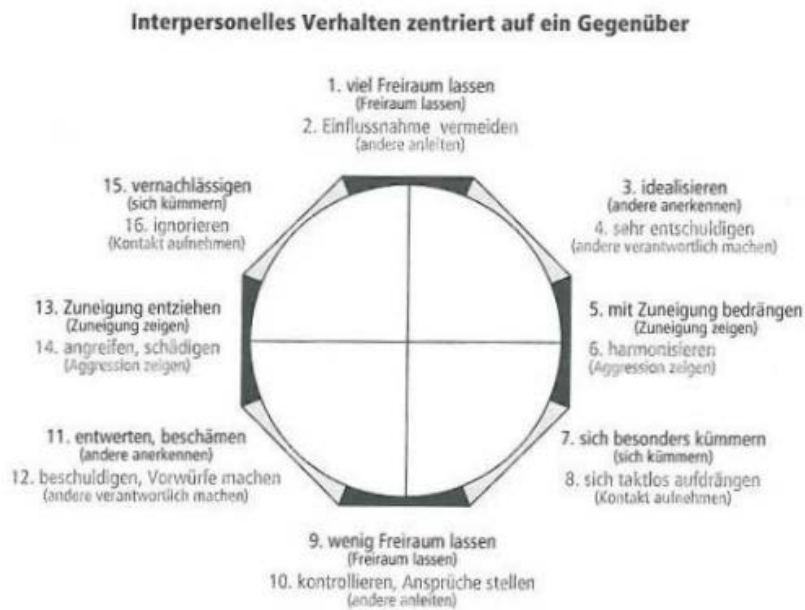 Interpersonelles Verhalten zentriert auf ein Gegenüber
1. viel Freiraum lassen
(Freiraum lassen)
2. Einflussnahme vermeiden
(andere anleiten)
3. idealisieren
(andere anerkennen)
4. sehr entschuldigen
(andere verantwortlich machen)
5. mit Zuneigung bedrängen
(Zuneigung zeigen)
6. harmonisieren
(Aggression zeigen)
7. sich besonders kümmern
(sich kümmern)
8. sich taktlos aufdrängen
(Kontakt aufnehmen)
9. wenig Freiraum lassen
(Freiraum lassen)
10. kontrollieren, Ansprüche stellen
(andere anleiten)
11. entwerten, beschämen
(andere anerkennen)
12. beschuldigen, Vorwürfe machen
(andere verantwortlich machen)
13. Zuneigung entziehen
(Zuneigung zeigen)
14. angreifen, schädigen
(Aggression zeigen)
15. vernachlässigen
(sich kümmern)
16. ignorieren
(Kontakt aufnehmen)